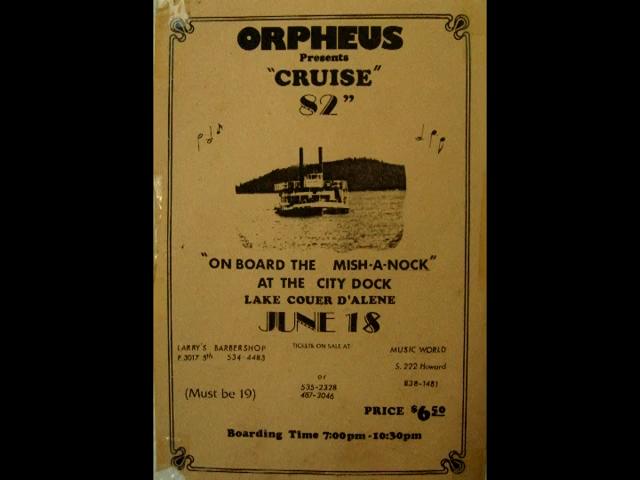 ORPHEUS
Presents
"CRUISE"
82"
"ON BOARD THE MISH-A-NOCK"
AT THE CITY DOCK
LAKE COUER D'ALENE
JUNE 18
TICKETS ON SALE AT:
LARRY'S BARBERSHOP
E. 3017 5th 534-4483
MUSIC WORLD
S. 222 Howard
838-1481
or
535-2328
487-3046
(Must be 19)
PRICE $6.50
Boarding Time 7:00pm-10:30pm